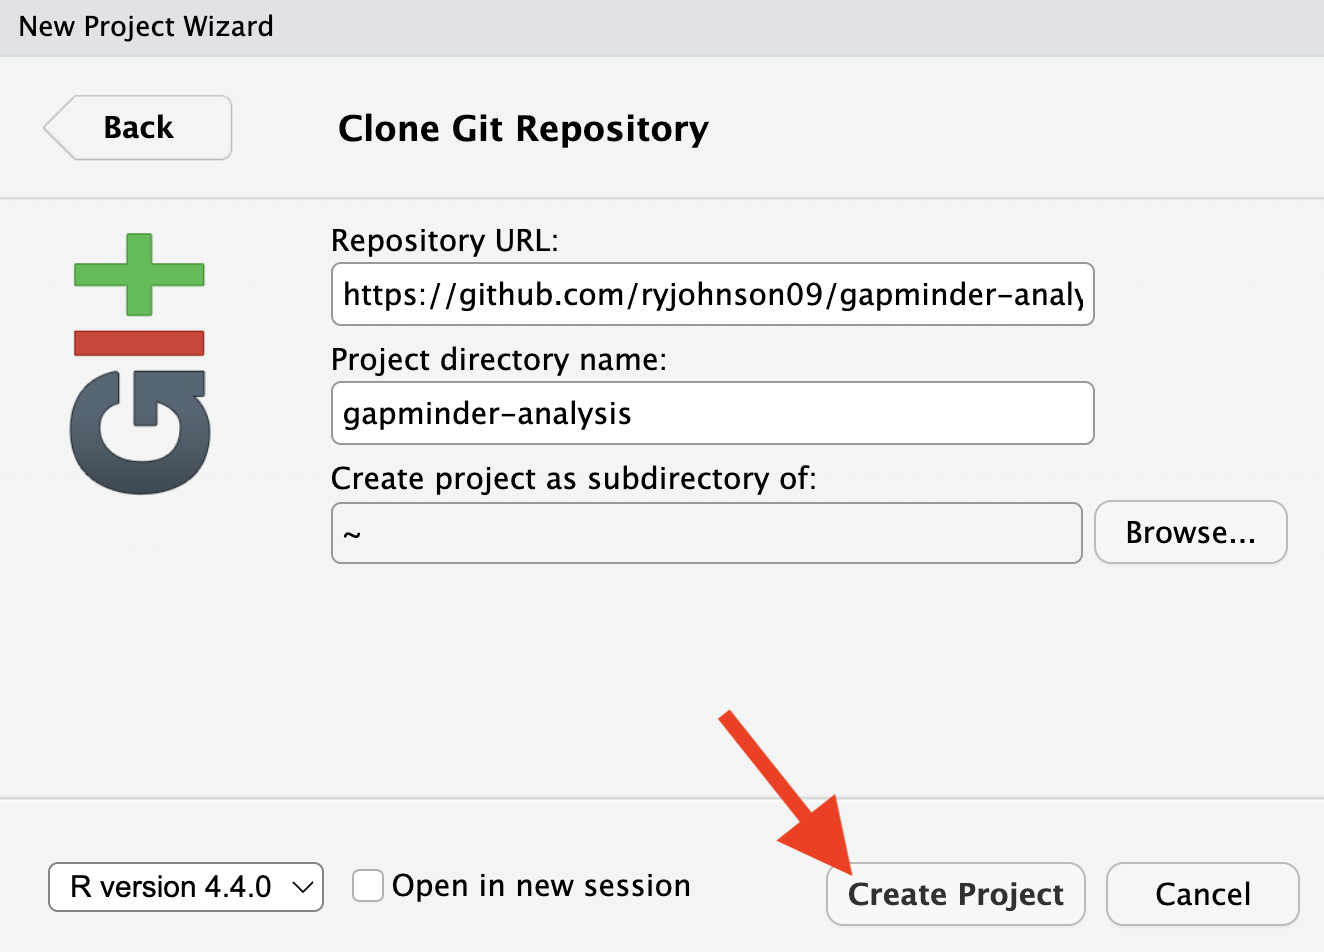 New Project Wizard
Back
Clone Git Repository
Repository URL:
https://github.com/ryjohnson09/gapminder-analy
Project directory name:
gapminder-analysis
Create project as subdirectory of:
~
Browse...
R version 4.4.0
Open in new session
Create Project
Cancel